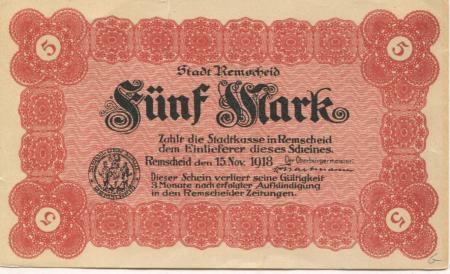 5 5
Stadt Remscheid
Fünf Mark
Zahlt die Stadtkasse in Remscheid
dem Einlieferer dieses Scheines.
Remscheid den 15. Nov. 1918 Der Oberbürgermeister:
Dieser Schein verliert seine Gültigkeit
3 Monate nach erfolgter Aufkündigung
in den Remscheider Zeitungen.
5 5